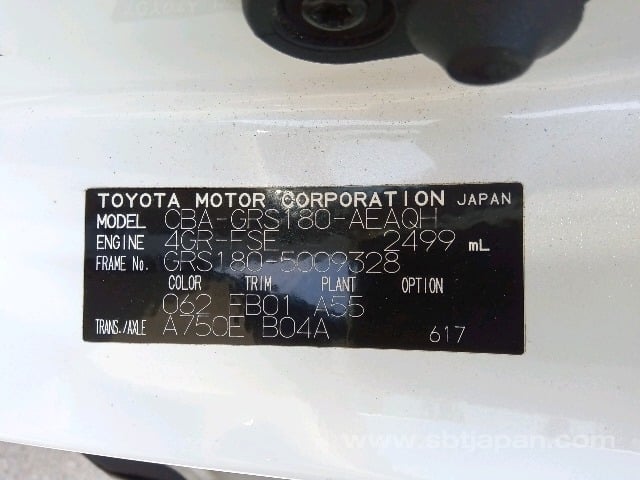 TOYOTA MOTOR CORPORATION JAPAN
MODEL CBA-GRS180-AEAQH
ENGINE 4GR-FSE 2499 mL
FRAME No. GRS180-5009328
COLOR TRIM PLANT OPTION
062 EB01 A55
TRANS./AXLE A750E B04A 617
www.sbtjapan.com